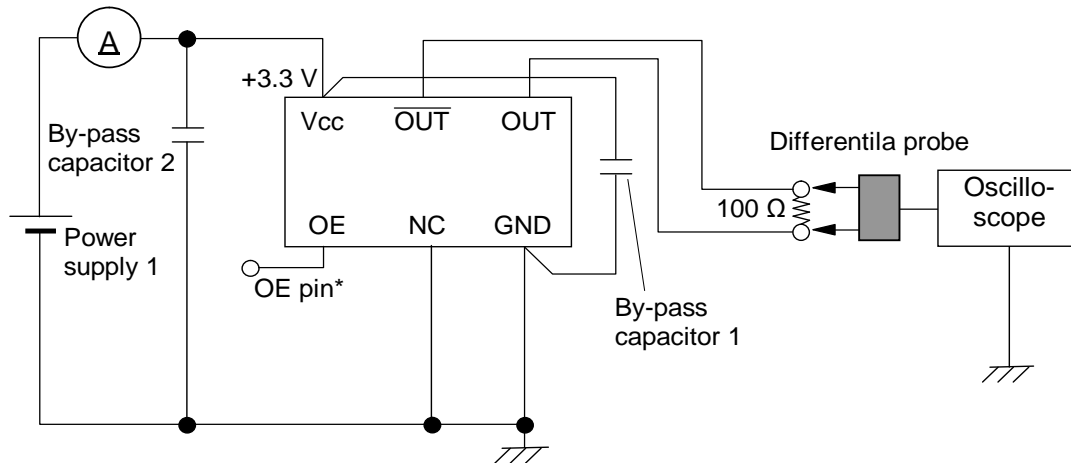 A
+3.3 V
Vcc
OUT
OUT
By-pass
capacitor 2
Differentila probe
Oscillo-
scope
100 Ω
OE
NC
GND
Power
supply 1
OE pin*
By-pass
capacitor 1